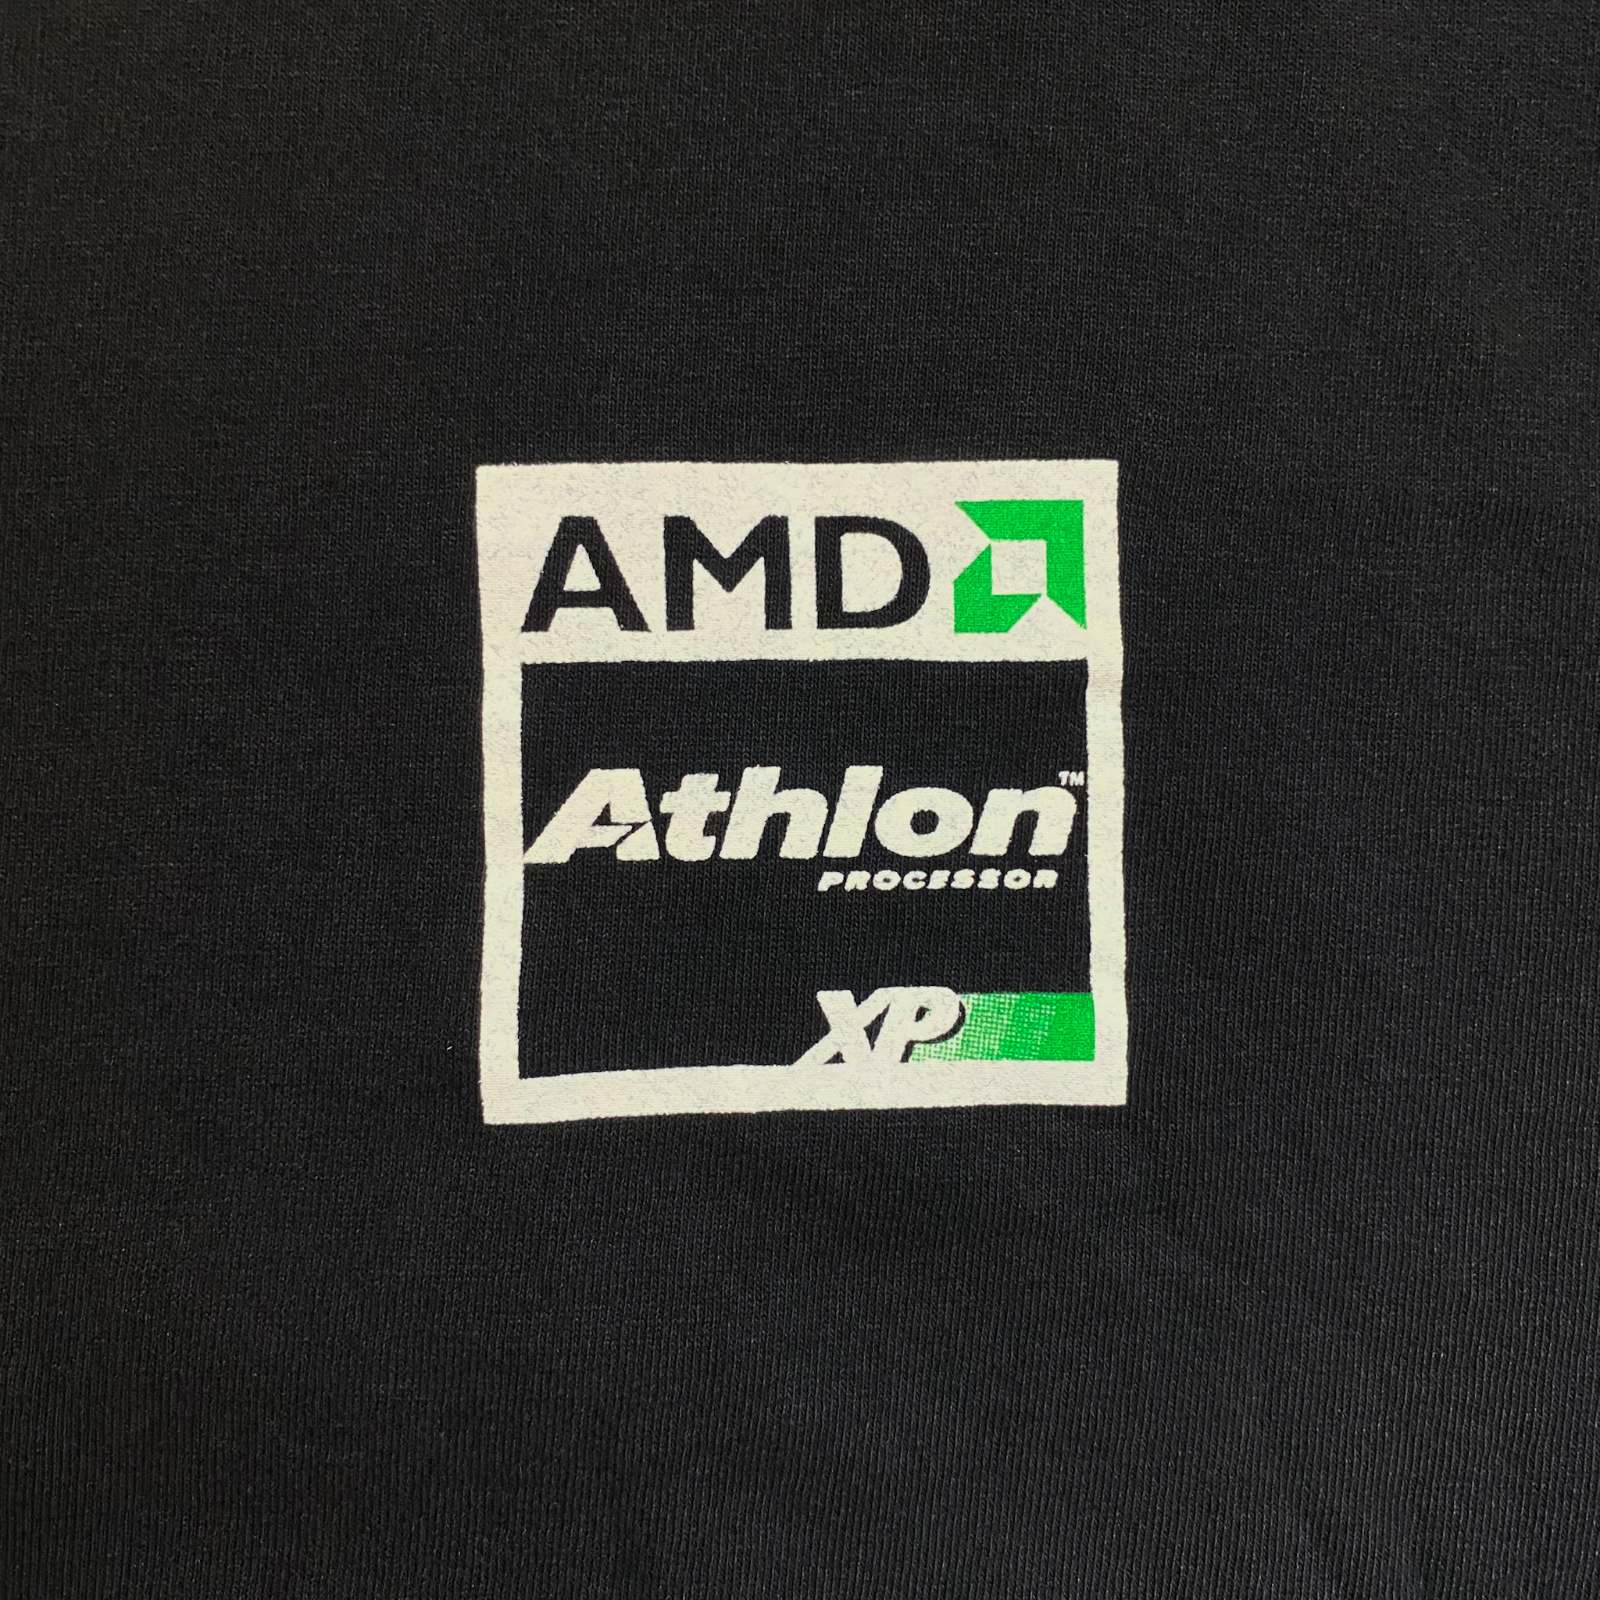 AMD
Athlon™
PROCESSOR
XP